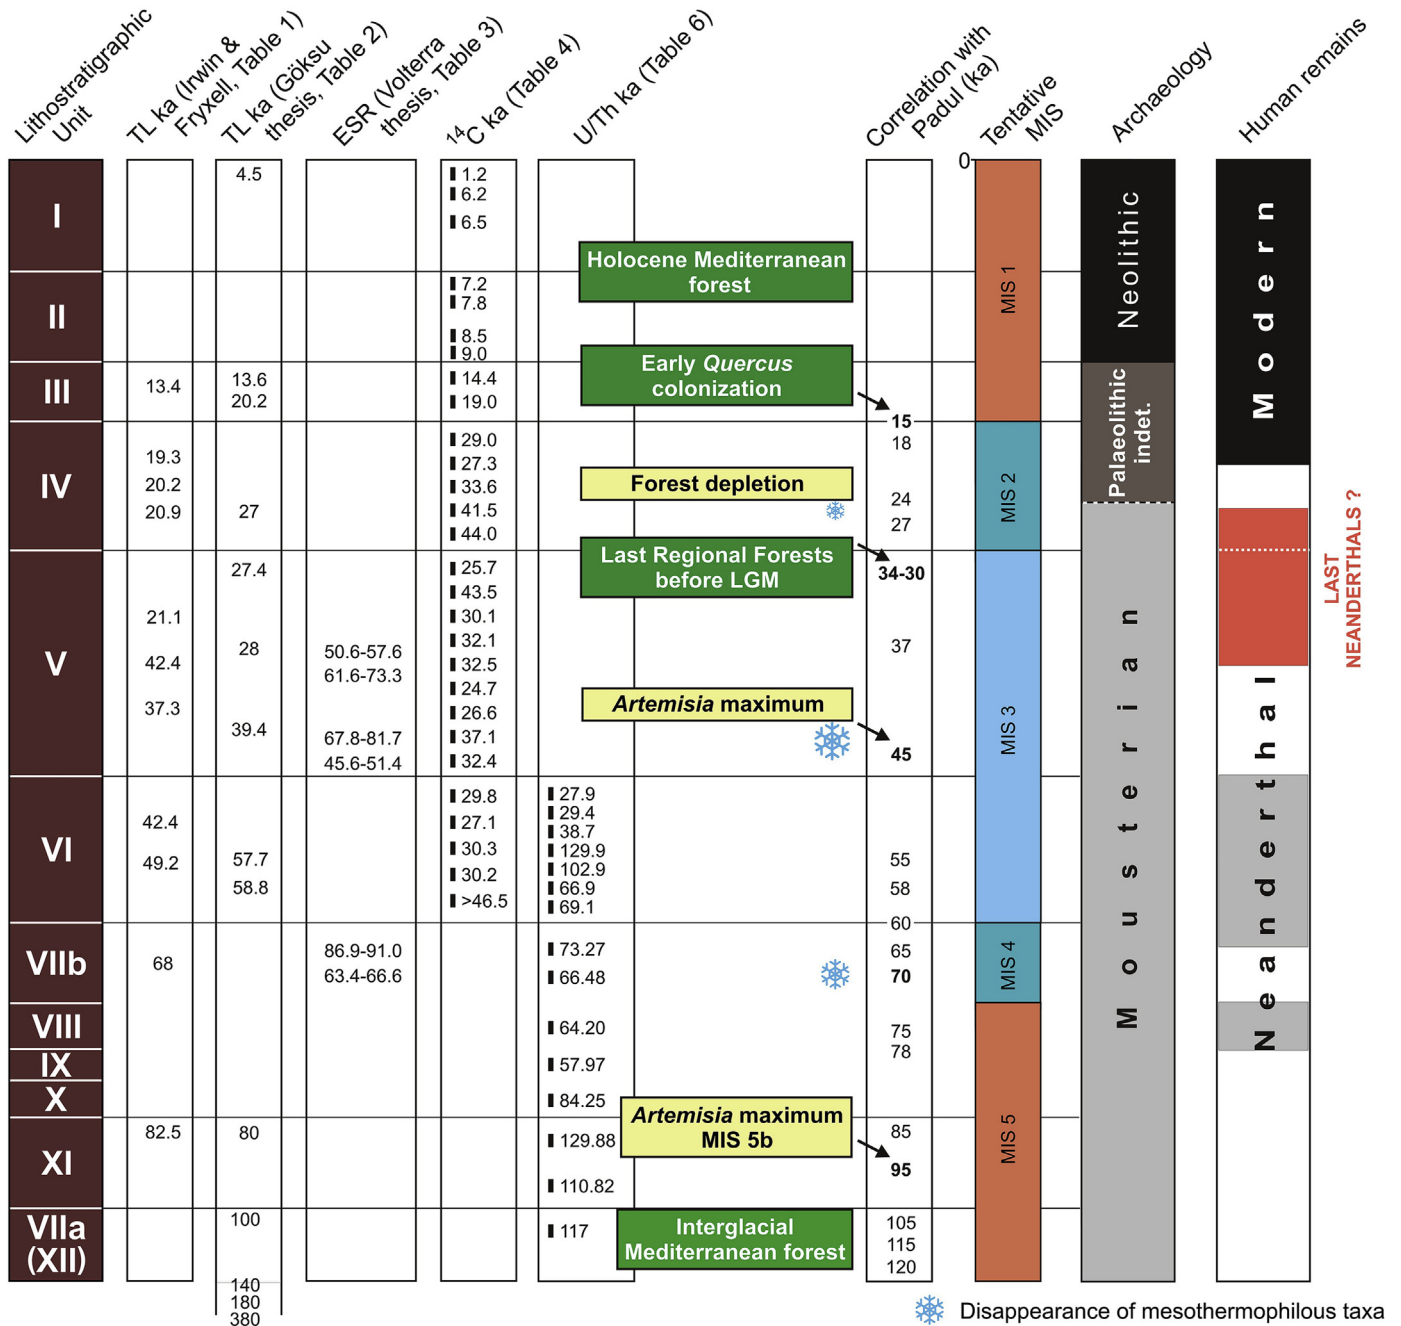 Lithostratigraphic
Unit
TL ka (Irwin &
Fryxell, Table 1)
TL ka (Göksu
thesis, Table 2)
ESR (Volterra
thesis, Table 3)
14C ka (Table 4)
U/Th ka (Table 6)
Correlation with
Padul (ka)
Tentative
MIS
Archaeology
Human remains
I
II
III
IV
V
VI
VIIb
VIII
IX
X
XI
VIIa
(XII)
13.4
19.3
20.2
20.9
21.1
42.4
37.3
42.4
49.2
68
82.5
4.5
13.6
20.2
27
27.4
28
39.4
57.7
58.8
80
100
140
180
380
50.6-57.6
61.6-73.3
67.8-81.7
45.6-51.4
86.9-91.0
63.4-66.6
1.2
6.2
6.5
7.2
7.8
8.5
9.0
14.4
19.0
29.0
27.3
33.6
41.5
44.0
25.7
43.5
30.1
32.1
32.5
24.7
26.6
37.1
32.4
29.8
27.1
30.3
30.2
>46.5
27.9
29.4
38.7
129.9
102.9
66.9
69.1
73.27
66.48
64.20
57.97
84.25
129.88
110.82
117
Holocene Mediterranean
forest
Early Quercus
colonization
Forest depletion
Last Regional Forests
before LGM
Artemisia maximum
Artemisia maximum
MIS 5b
Interglacial
Mediterranean forest
15
18
24
27
34-30
37
45
55
58
60
65
70
75
78
85
95
105
115
120
0
MIS 1
MIS 2
MIS 3
MIS 4
MIS 5
Neolithic
Palaeolithic
indet.
Mousterian
Modern
Neanderthal
LAST
NEANDERTHALS ?
Disappearance of mesothermophilous taxa